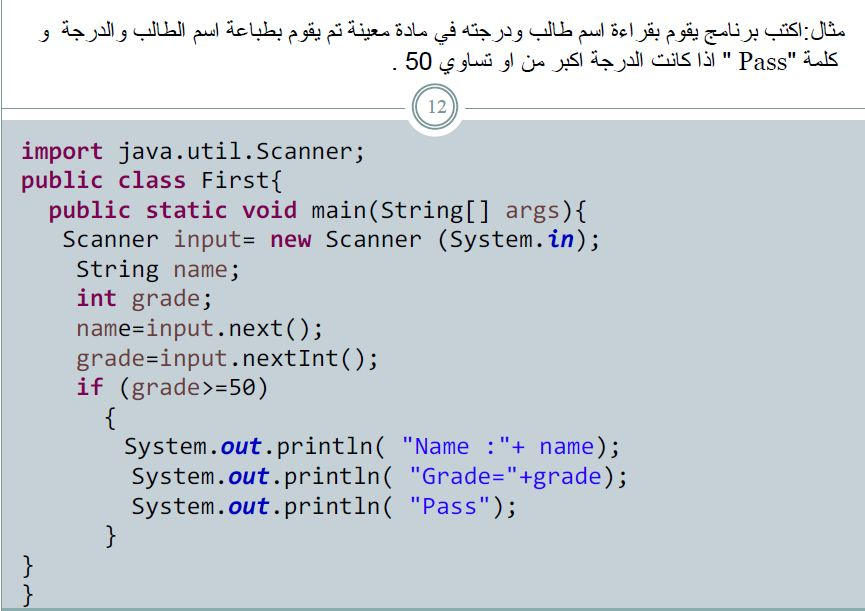 مثال:اكتب برنامج يقوم بقراءة اسم طالب ودرجته في مادة معينة تم يقوم بطباعة اسم الطالب والدرجة و
كلمة "Pass " اذا كانت الدرجة اكبر من او تساوي 50 .
12
import java.util.Scanner;
public class First{
public static void main(String[] args){
Scanner input= new Scanner (System.in);
String name;
int grade;
name=input.next();
grade=input.nextInt();
if (grade>=50)
{
System.out.println( "Name :"+ name);
System.out.println( "Grade="+grade);
System.out.println( "Pass");
}
}
}